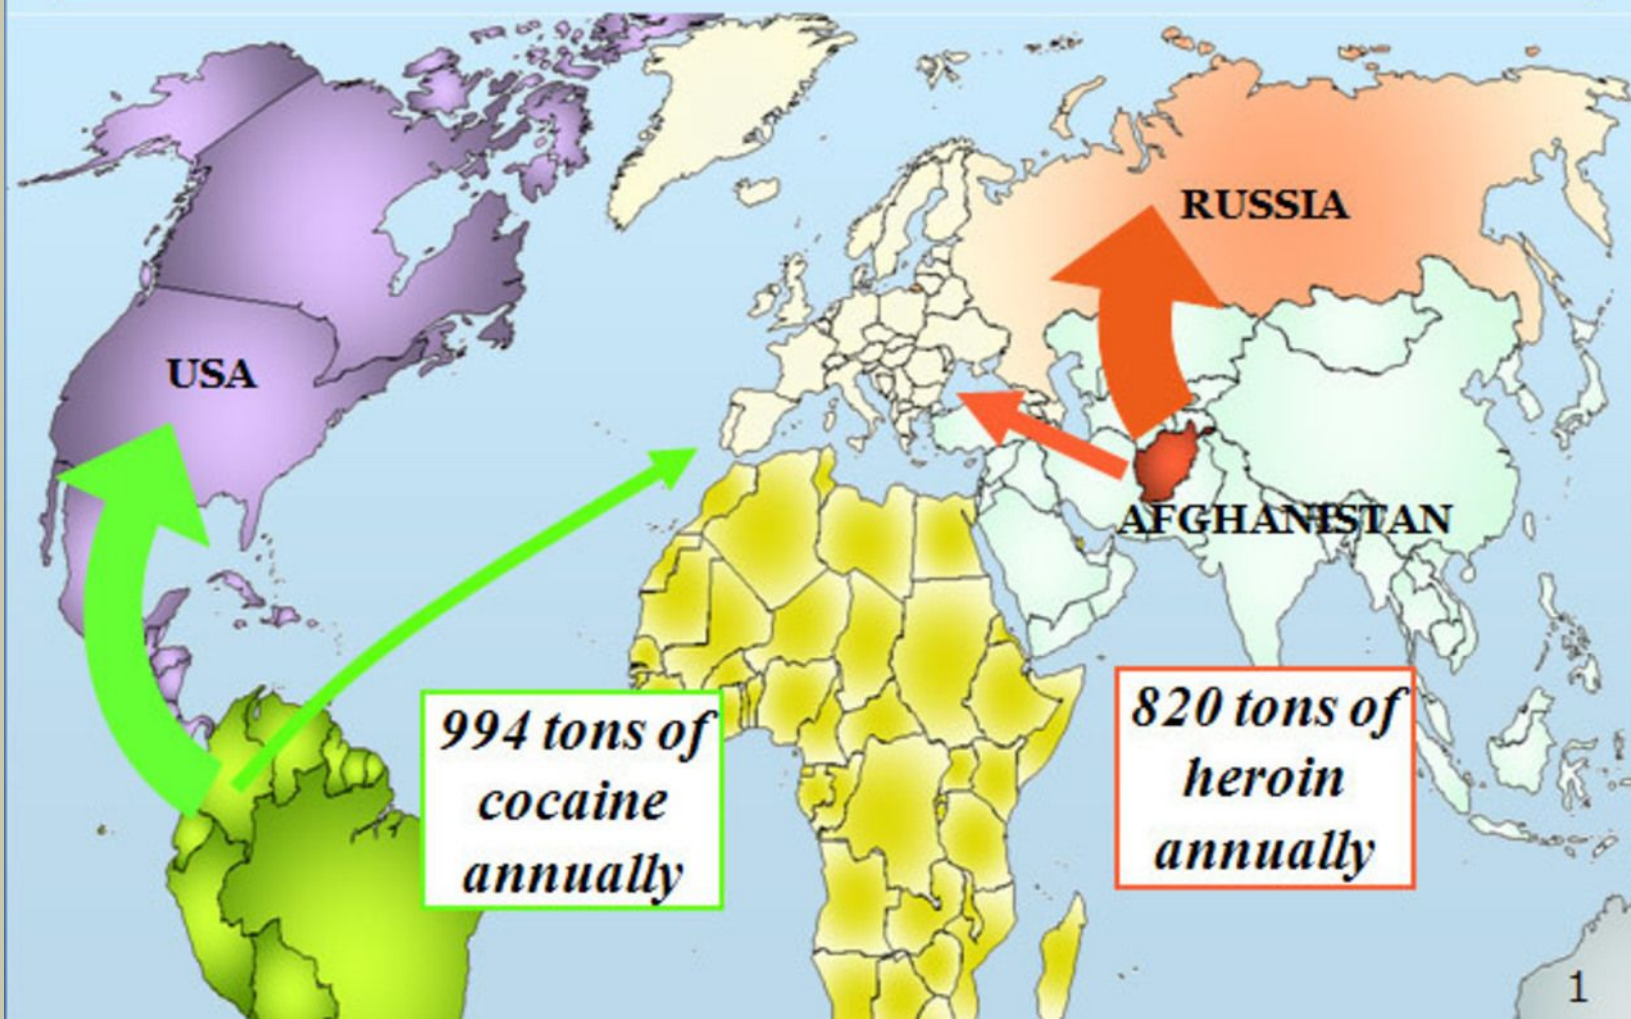 RUSSIA
USA
AFGHANISTAN
994 tons of
cocaine
annually
820 tons of
heroin
annually
1